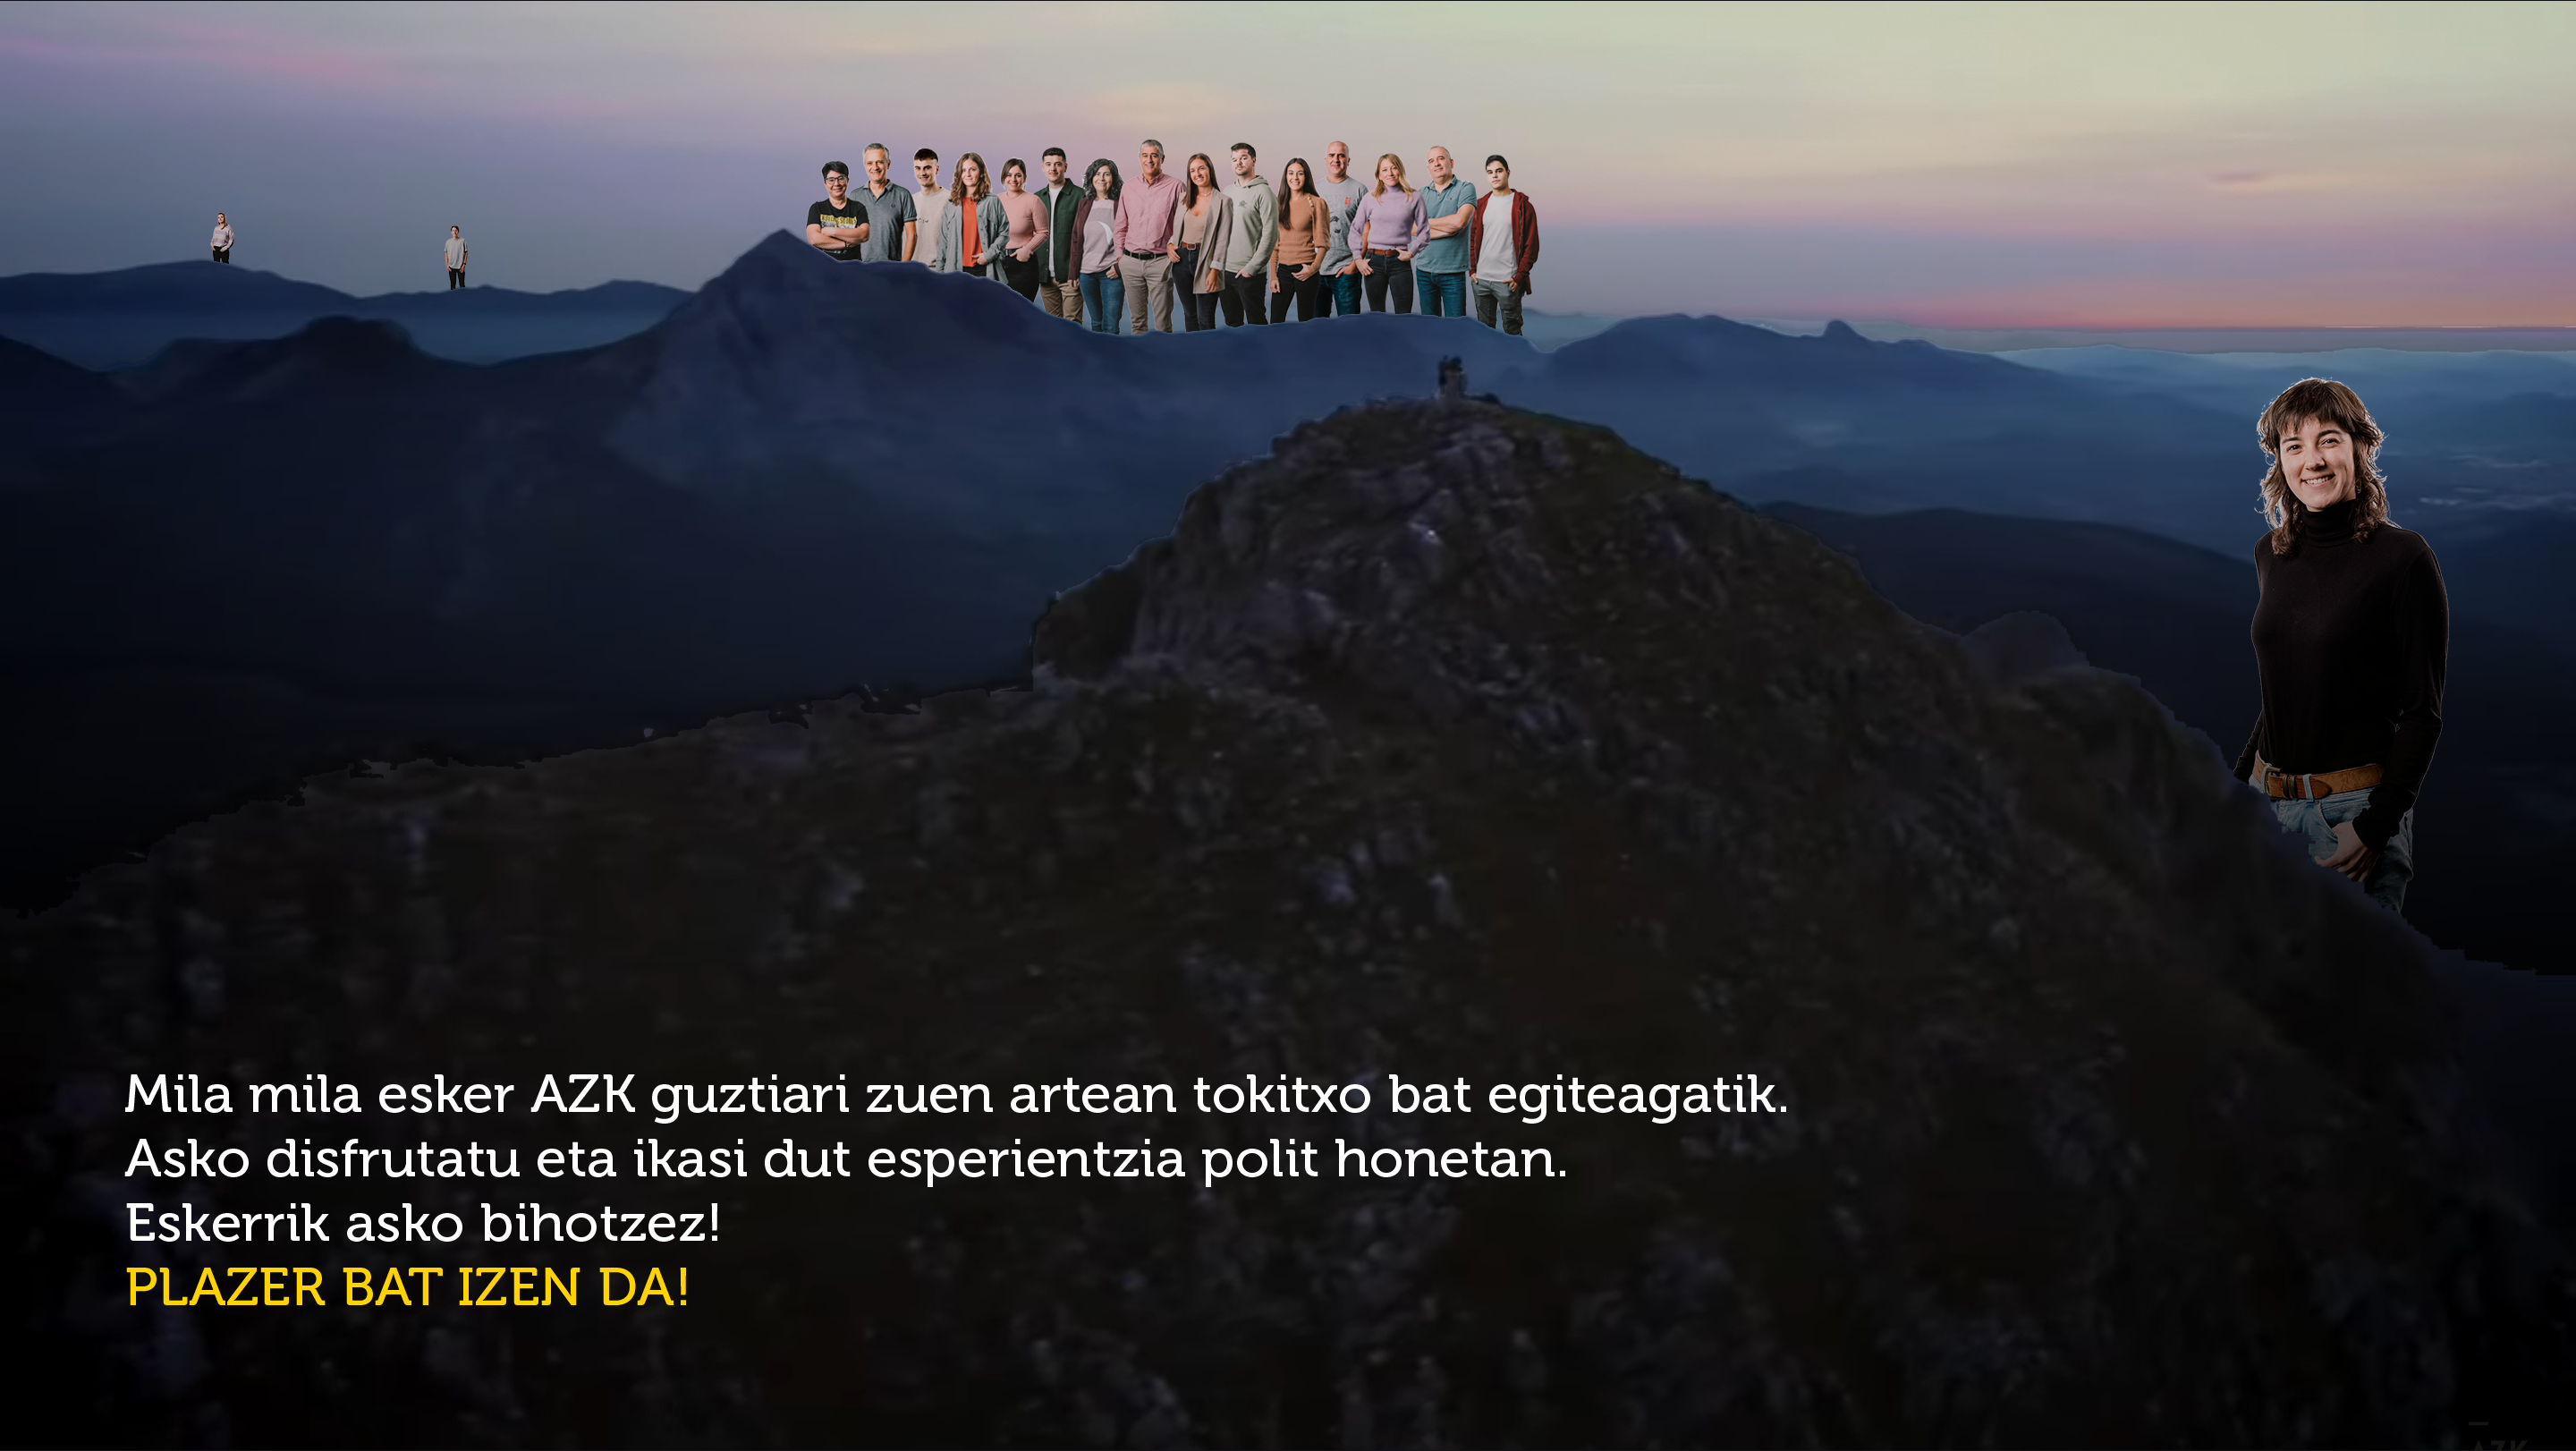 Mila mila esker AZK guztiari zuen artean tokitxo bat egiteagatik.
Asko disfrutatu eta ikasi dut esperientzia polit honetan.
Eskerrik asko bihotzez!
PLAZER BAT IZEN DA!